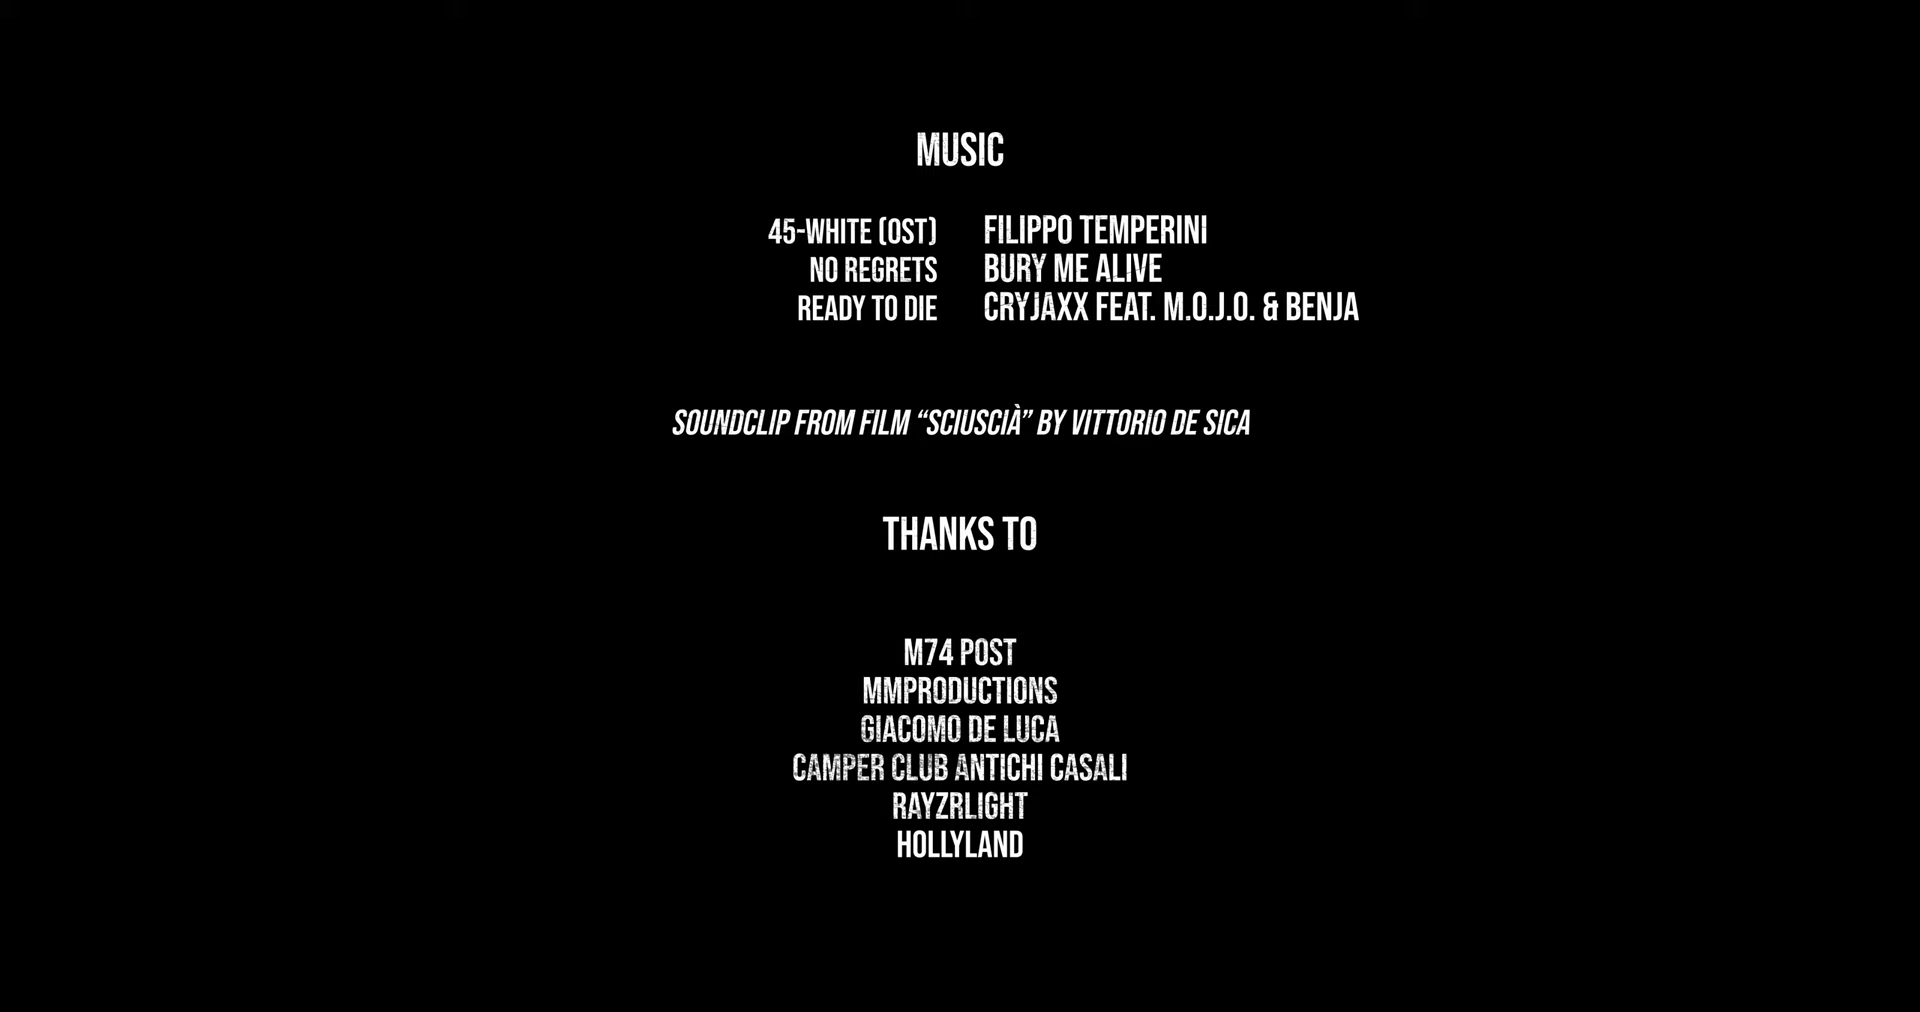 MUSIC
45-WHITE (OST) FILIPPO TEMPERINI
NO REGRETS BURY ME ALIVE
READY TO DIE CRYJAXX FEAT. M.O.J.O. & BENJA
SOUNDCLIP FROM FILM “SCIUSCIÀ” BY VITTORIO DE SICA
THANKS TO
M74 POST
MMPRODUCTIONS
GIACOMO DE LUCA
CAMPER CLUB ANTICHI CASALI
RAYZRLIGHT
HOLLYLAND